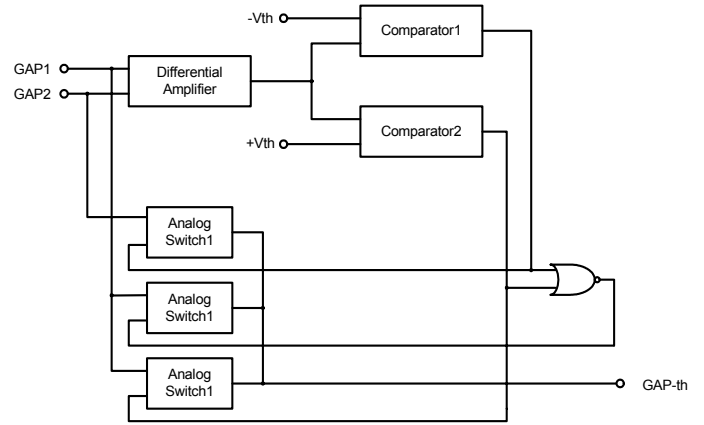 -Vth
Comparator1
GAP1
GAP2
Differential
Amplifier
Comparator2
+Vth
Analog
Switch1
Analog
Switch1
Analog
Switch1
GAP-th